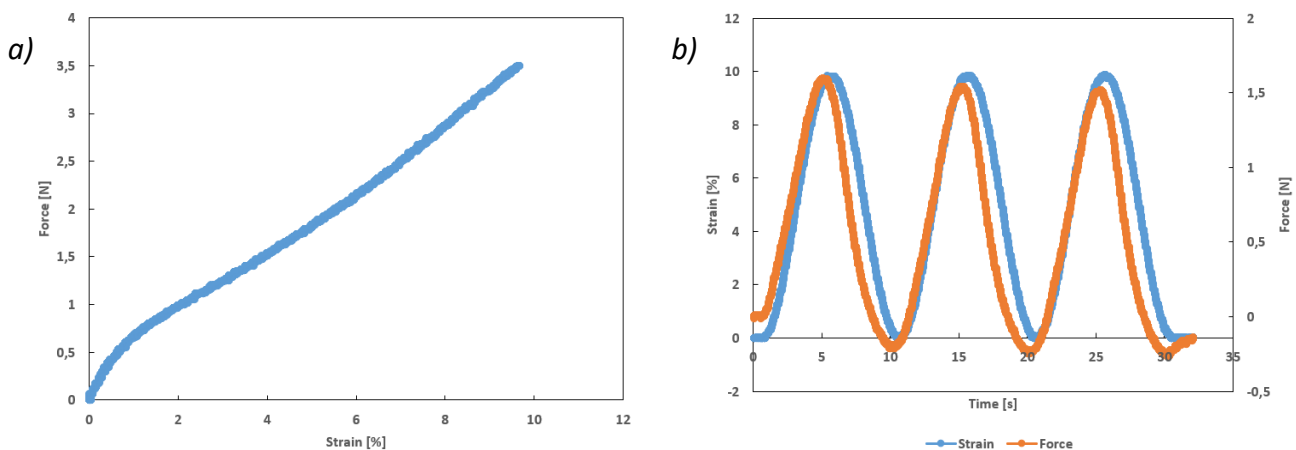 a)
Force [N]
4
3,5
3
2,5
2
1,5
1
0,5
0
0 2 4 6 8 10 12
Strain [%]
b)
Strain [%]
12
10
8
6
4
2
0
-2
0 5 10 15 20 25 30 35
Time [s]
2
1,5
1
0,5
0
-0,5
Force [N]
Strain Force